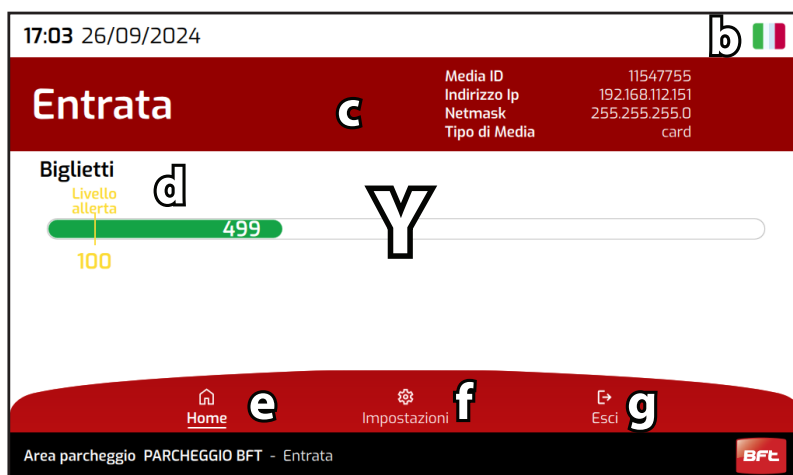 17:03 26/09/2024
b
Entrata
c
Media ID 11547755
Indirizzo Ip 192.168.112.151
Netmask 255.255.255.0
Tipo di Media card
Biglietti
d
Livello
allerta
Y
499
100
Home
e
Impostazioni
f
Esci
g
Area parcheggio PARCHEGGIO BFT - Entrata
BFT